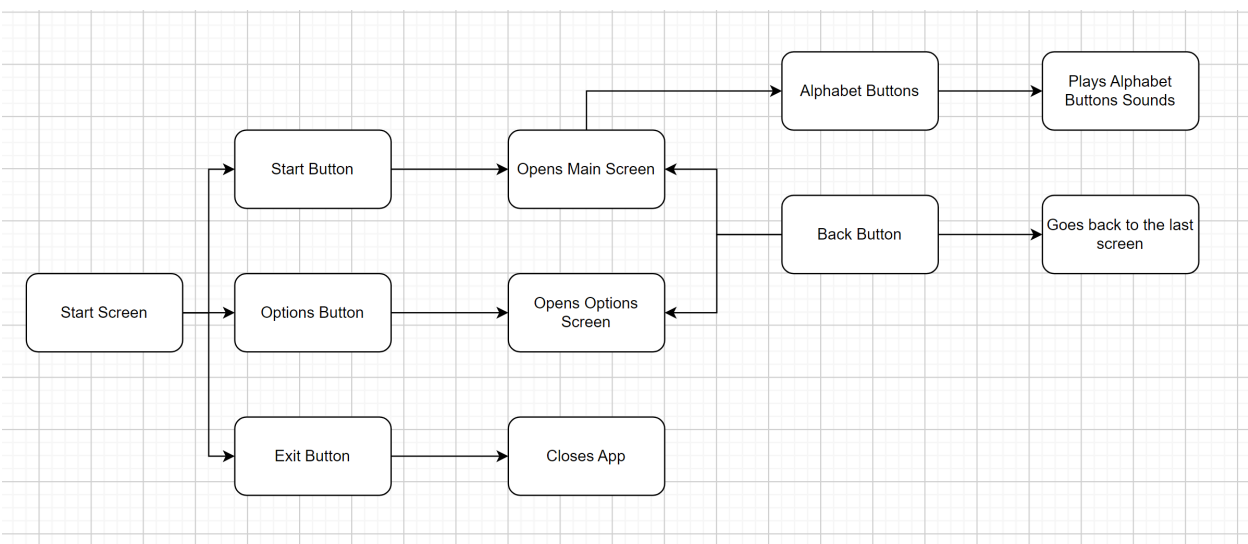 Alphabet Buttons
Plays Alphabet
Buttons Sounds
Start Button
Opens Main Screen
Back Button
Goes back to the last
screen
Start Screen
Options Button
Opens Options
Screen
Exit Button
Closes App